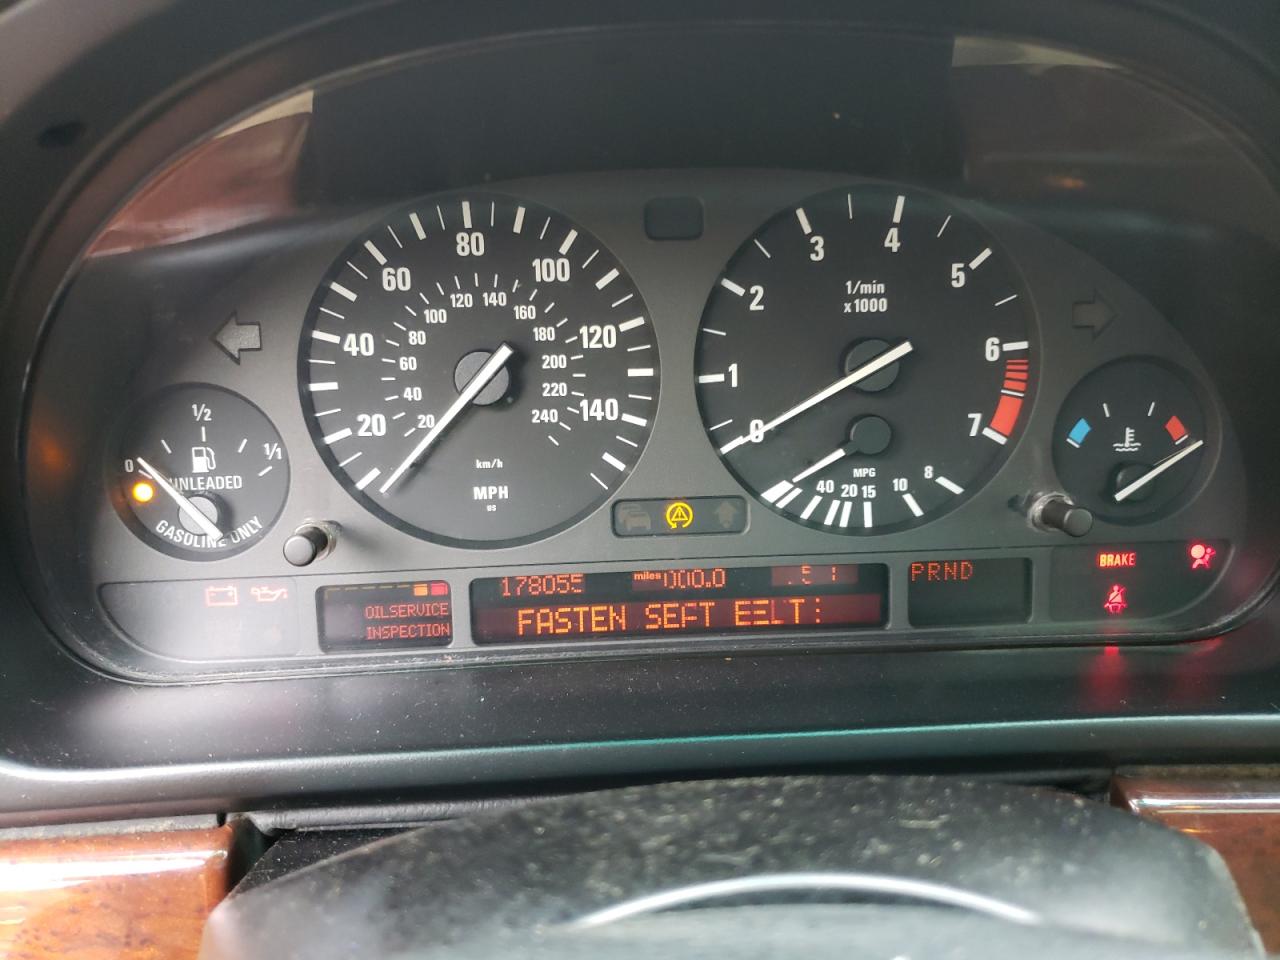 80
60
100
120
140
100
160
40
80
180
120
60
200
40
220
20
20
240
140
km/h
MPH
us
3
4
2
5
1/min
x1000
1
6
0
7
MPG
40 20 15 10 8
1/2
0
1/1
UNLEADED
GASOLINE ONLY
OILSERVICE
INSPECTION
178055 miles 000.0
FASTEN SEFT EELT:
PRND
BRAKE